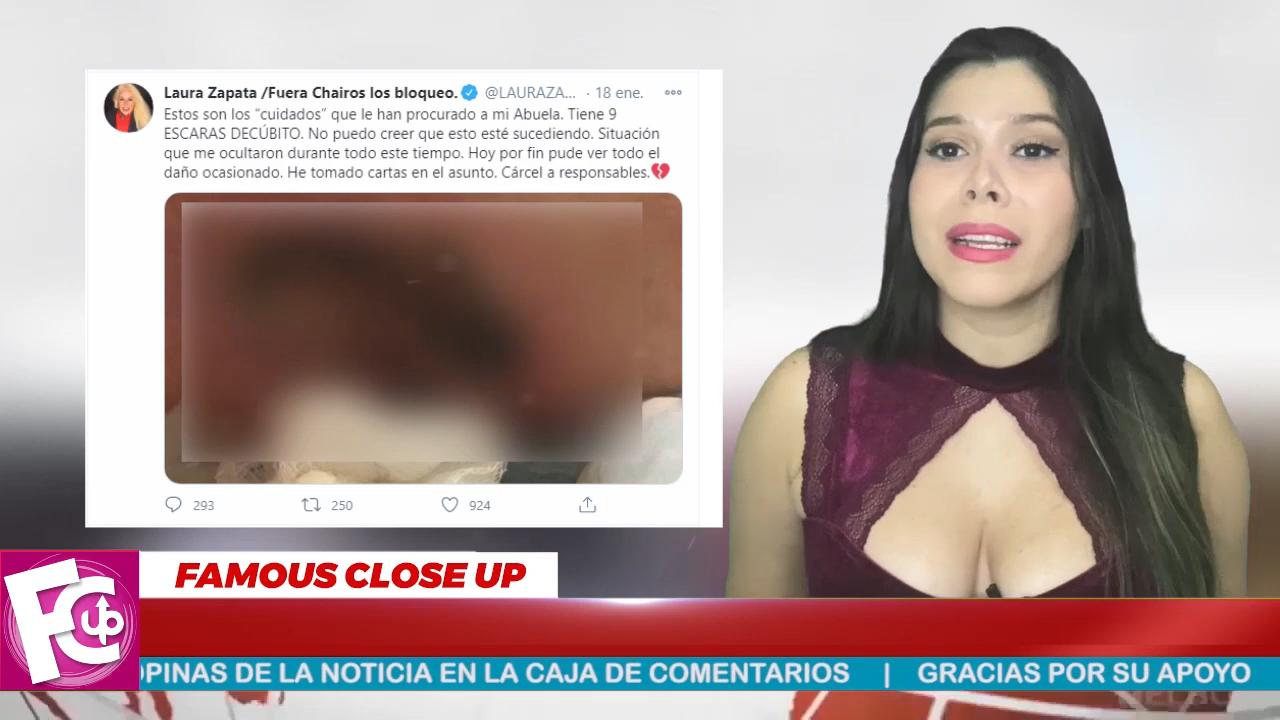 Laura Zapata /Fuera Chairos los bloqueo. @LAURAZA... · 18 ene.
Estos son los “cuidados” que le han procurado a mi Abuela. Tiene 9
ESCARAS DECÚBITO. No puedo creer que esto esté sucediendo. Situación
que me ocultaron durante todo este tiempo. Hoy por fin pude ver todo el
daño ocasionado. He tomado cartas en el asunto. Cárcel a responsables.💔
293 250 924
FAMOUS CLOSE UP
FC up
OPINAS DE LA NOTICIA EN LA CAJA DE COMENTARIOS | GRACIAS POR SU APOYO